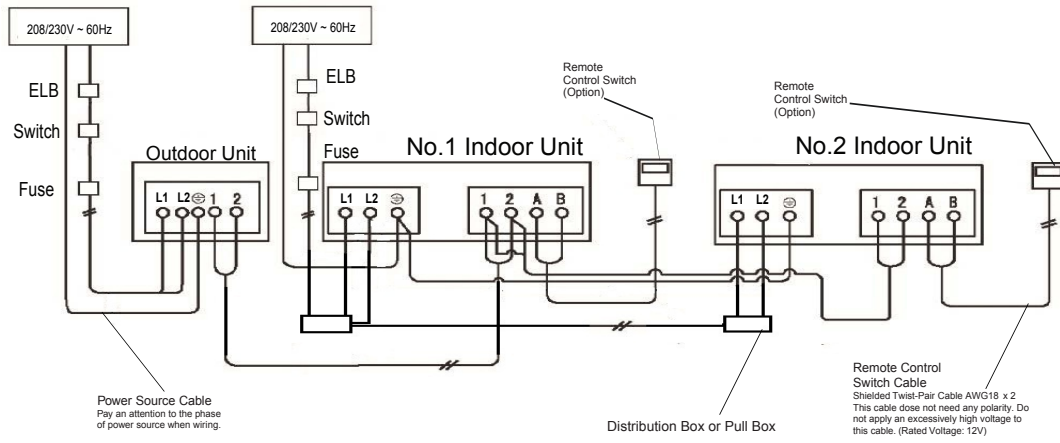 208/230V ~ 60Hz
208/230V ~ 60Hz
ELB
Switch
Fuse
ELB
Switch
Fuse
Remote
Control Switch
(Option)
Remote
Control Switch
(Option)
Outdoor Unit
No.1 Indoor Unit
No.2 Indoor Unit
L1 L2 1 2
L1 L2
1 2 A B
L1 L2
1 2 A B
Power Source Cable
Pay an attention to the phase
of power source when wiring.
Distribution Box or Pull Box
Remote Control
Switch Cable
Shielded Twist-Pair Cable AWG18 x 2
This cable dose not need any polarity. Do
not apply an excessively high voltage to
this cable. (Rated Voltage: 12V)